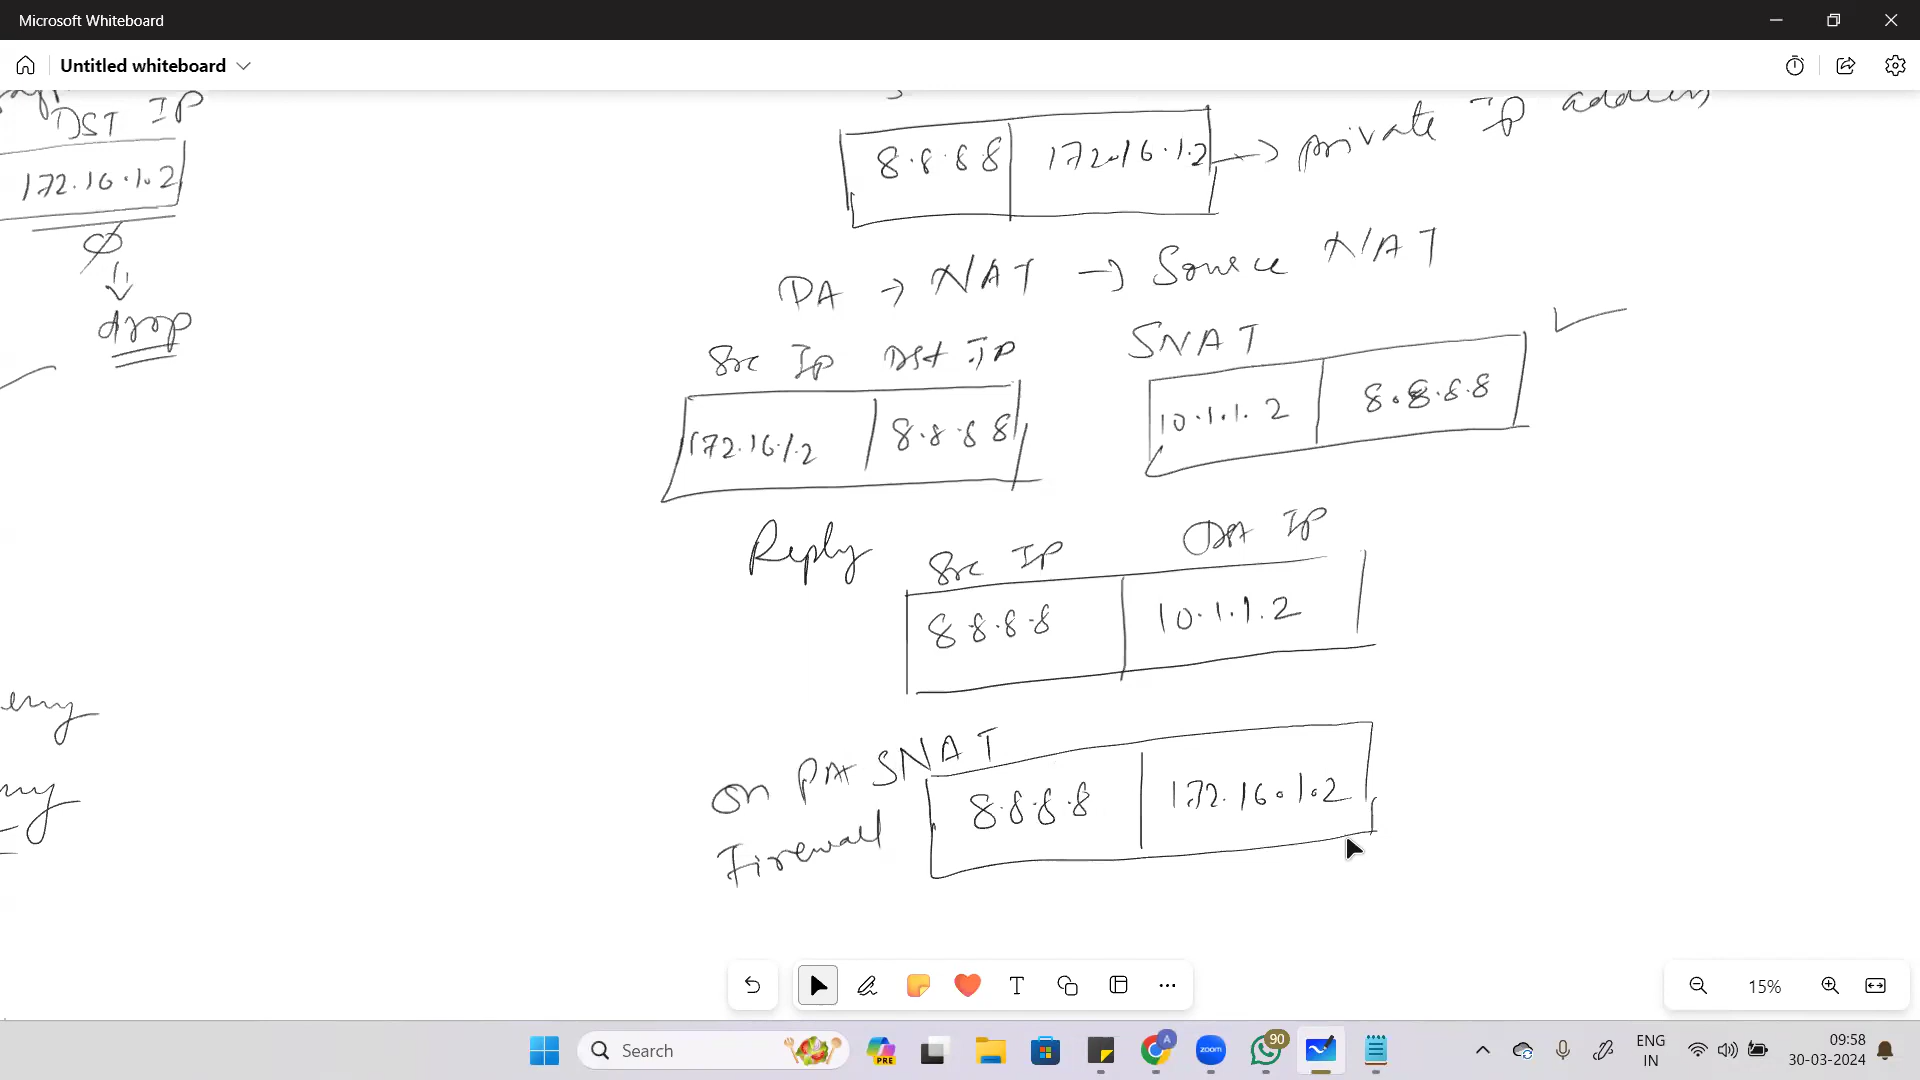 Microsoft Whiteboard
Untitled whiteboard
DST IP
172.16.1.2
drop
8.8.8.8 172.16.1.2 → private Ip address
PA → NAT → Source NAT
Src Ip Dst IP
SNAT
172.16.1.2 8.8.8.8
10.1.1.2 8.8.8.8
Reply
Src IP Dst IP
8.8.8.8 10.1.1.2
on PA SNAT
Firewall
8.8.8.8 172.16.1.2
15%
Search
PRE
A
zoom
90
ENG
IN
09:58
30-03-2024